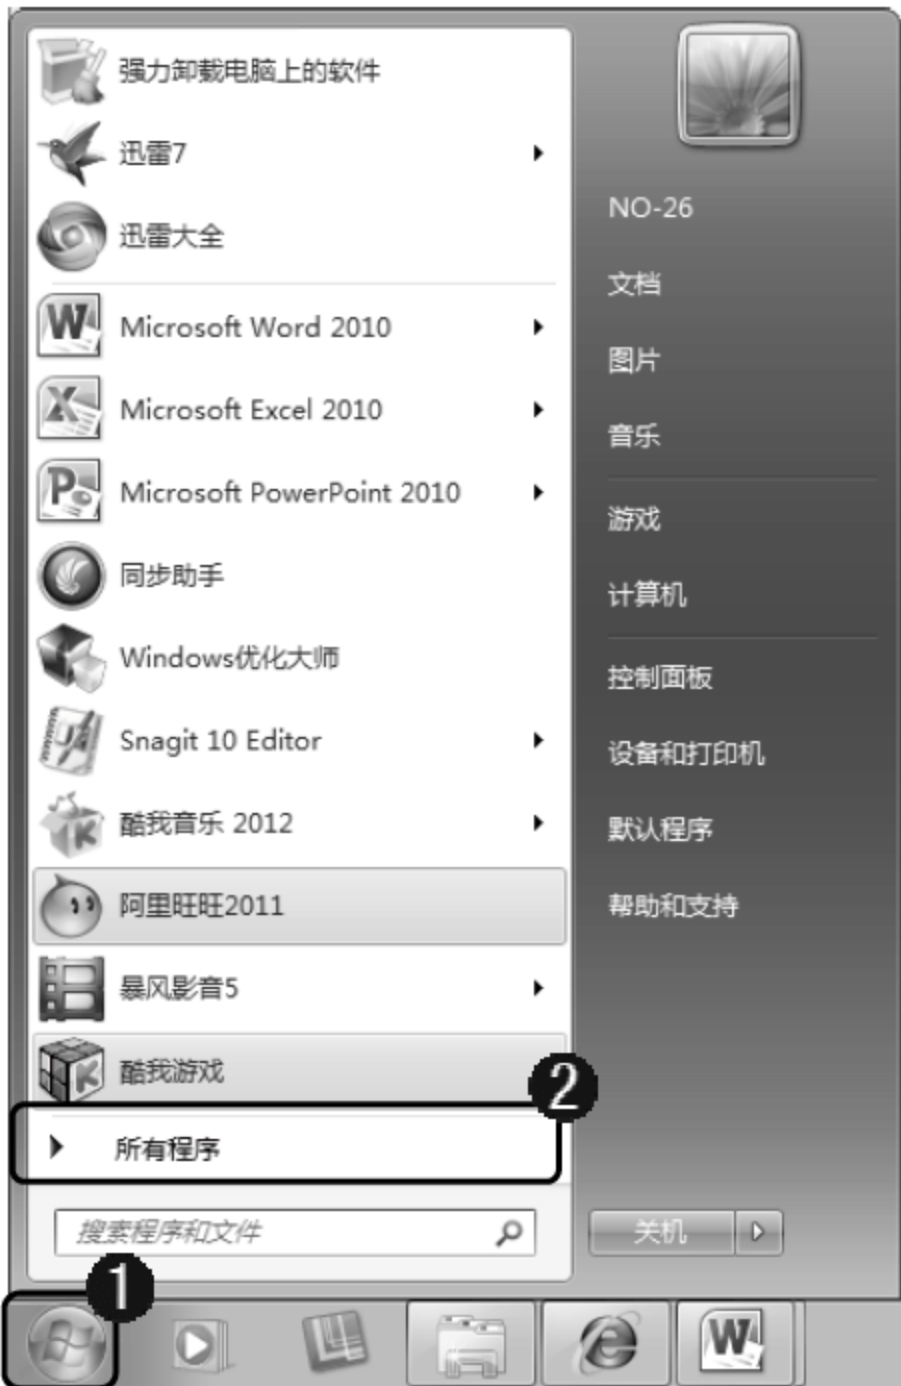 强力卸载电脑上的软件
迅雷7
迅雷大全
Microsoft Word 2010
Microsoft Excel 2010
Microsoft PowerPoint 2010
同步助手
Windows优化大师
Snagit 10 Editor
酷我音乐 2012
阿里旺旺2011
暴风影音5
酷我游戏
2
所有程序
搜索程序和文件
1
NO-26
文档
图片
音乐
游戏
计算机
控制面板
设备和打印机
默认程序
帮助和支持
关机